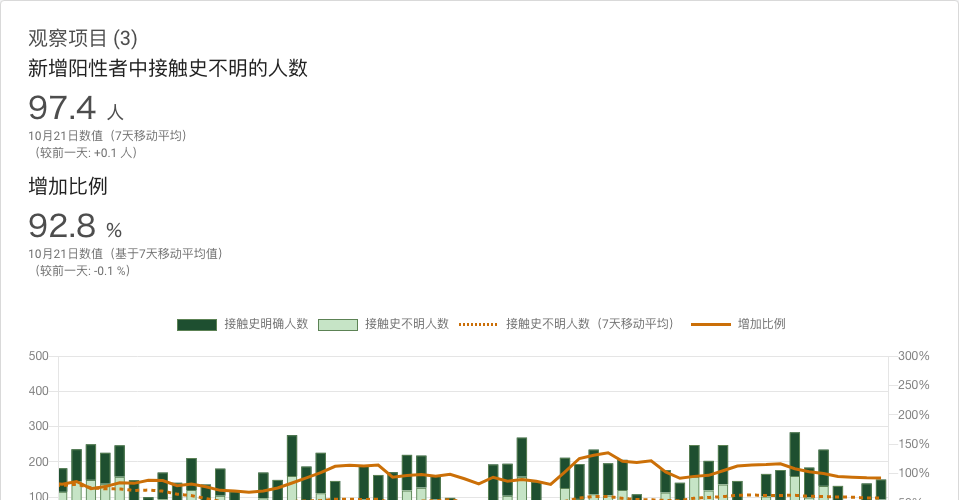 观察项目 (3)
新增阳性者中接触史不明的人数
97.4 人
10月21日数值（7天移动平均）
（较前一天: +0.1 人）
增加比例
92.8 %
10月21日数值（基于7天移动平均值）
（较前一天: -0.1 %）
接触史明确人数 接触史不明人数 接触史不明人数（7天移动平均） 增加比例
500 300%
250%
400
200%
300
150%
200
100%
100
50%